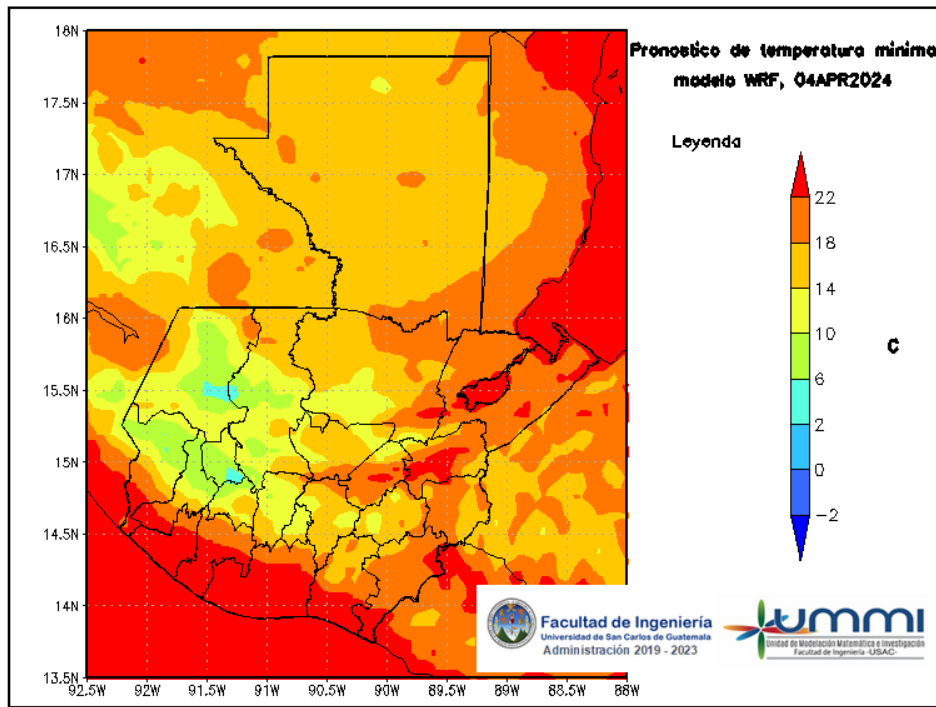 Pronostico de temperatura minima
modelo WRF, 04APR2024
Leyenda
22
18
14
10
6
2
0
−2
C
18N
17.5N
17N
16.5N
16N
15.5N
15N
14.5N
14N
13.5N
92.5W 92W 91.5W 91W 90.5W 90W 89.5W 89W 88.5W 88W
Facultad de Ingeniería
Universidad de San Carlos de Guatemala
Administración 2019 - 2023
UMMI
Unidad de Modelación Matemática e Investigación
Facultad de Ingeniería -USAC-